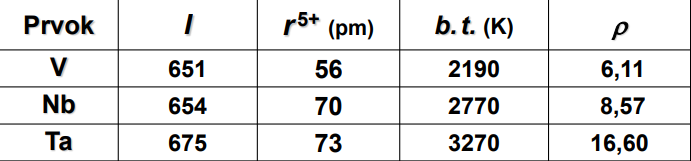 Prvok I r5+ (pm) b. t. (K) ρ
V 651 56 2190 6,11
Nb 654 70 2770 8,57
Ta 675 73 3270 16,60